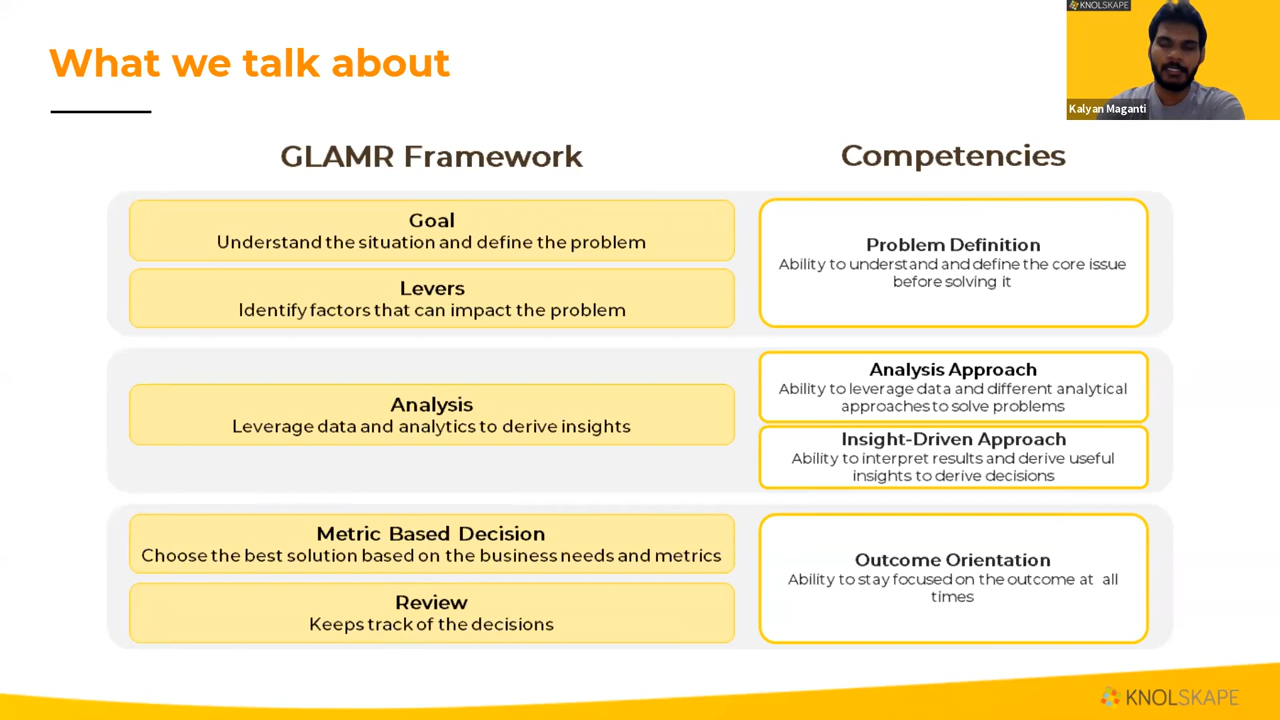 What we talk about
KNOLSKAPE
Kalyan Maganti
GLAMR Framework
Competencies
Goal
Understand the situation and define the problem
Levers
Identify factors that can impact the problem
Problem Definition
Ability to understand and define the core issue
before solving it
Analysis
Leverage data and analytics to derive insights
Analysis Approach
Ability to leverage data and different analytical
approaches to solve problems
Insight-Driven Approach
Ability to interpret results and derive useful
insights to derive decisions
Metric Based Decision
Choose the best solution based on the business needs and metrics
Review
Keeps track of the decisions
Outcome Orientation
Ability to stay focused on the outcome at all
times
KNOLSKAPE